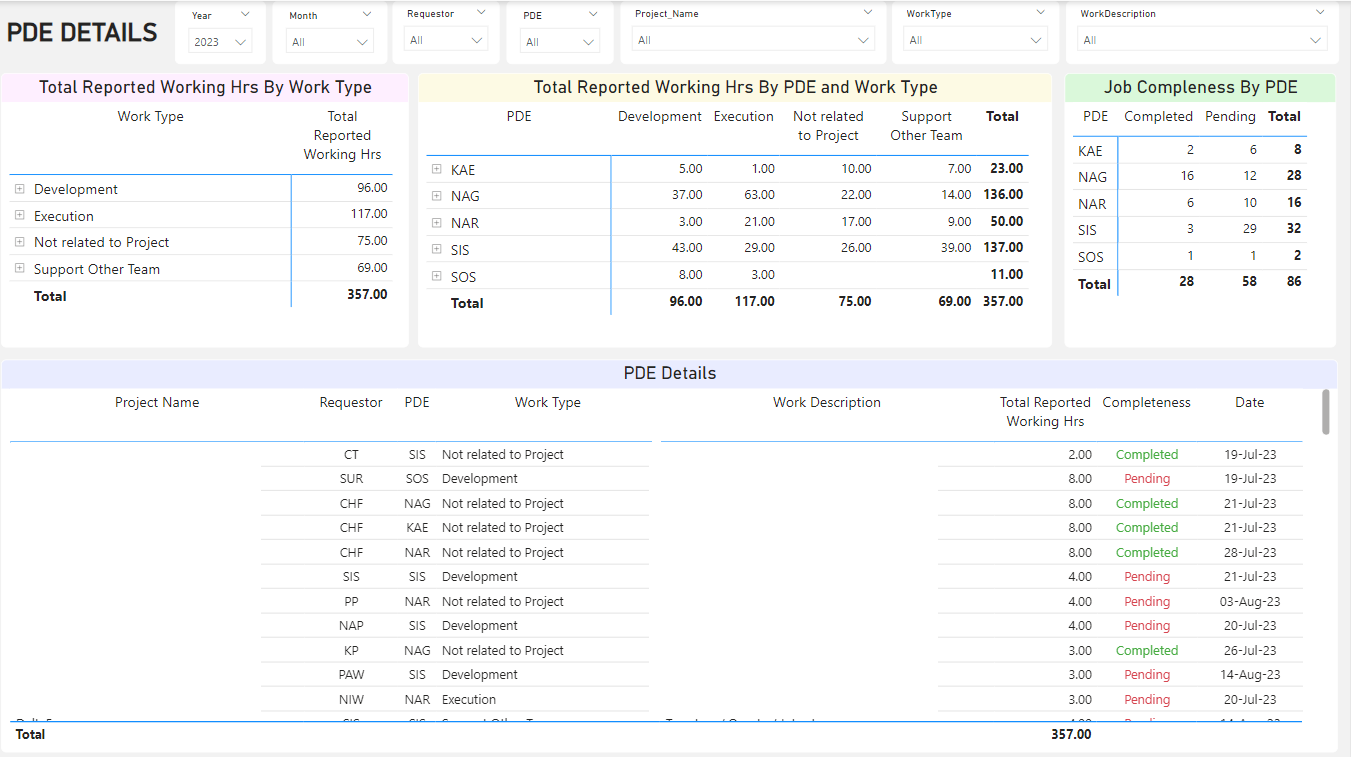 PDE DETAILS
Year
2023
Month
All
Requestor
All
PDE
All
Project_Name
All
WorkType
All
WorkDescription
All
Total Reported Working Hrs By Work Type
Work Type Total
Reported
Working Hrs
Development 96.00
Execution 117.00
Not related to Project 75.00
Support Other Team 69.00
Total 357.00
Total Reported Working Hrs By PDE and Work Type
PDE Development Execution Not related Support Total
to Project Other Team
KAE 5.00 1.00 10.00 7.00 23.00
NAG 37.00 63.00 22.00 14.00 136.00
NAR 3.00 21.00 17.00 9.00 50.00
SIS 43.00 29.00 26.00 39.00 137.00
SOS 8.00 3.00 11.00
Total 96.00 117.00 75.00 69.00 357.00
Job Compleness By PDE
PDE Completed Pending Total
KAE 2 6 8
NAG 16 12 28
NAR 6 10 16
SIS 3 29 32
SOS 1 1 2
Total 28 58 86
PDE Details
Project Name Requestor PDE Work Type Work Description Total Reported Completeness Date
Working Hrs
CT SIS Not related to Project 2.00 Completed 19-Jul-23
SUR SOS Development 8.00 Pending 19-Jul-23
CHF NAG Not related to Project 8.00 Completed 21-Jul-23
CHF KAE Not related to Project 8.00 Completed 21-Jul-23
CHF NAR Not related to Project 8.00 Completed 28-Jul-23
SIS SIS Development 4.00 Pending 21-Jul-23
PP NAR Not related to Project 4.00 Pending 03-Aug-23
NAP SIS Development 4.00 Pending 20-Jul-23
KP NAG Not related to Project 3.00 Completed 26-Jul-23
PAW SIS Development 3.00 Pending 14-Aug-23
NIW NAR Execution 3.00 Pending 20-Jul-23
Total 357.00